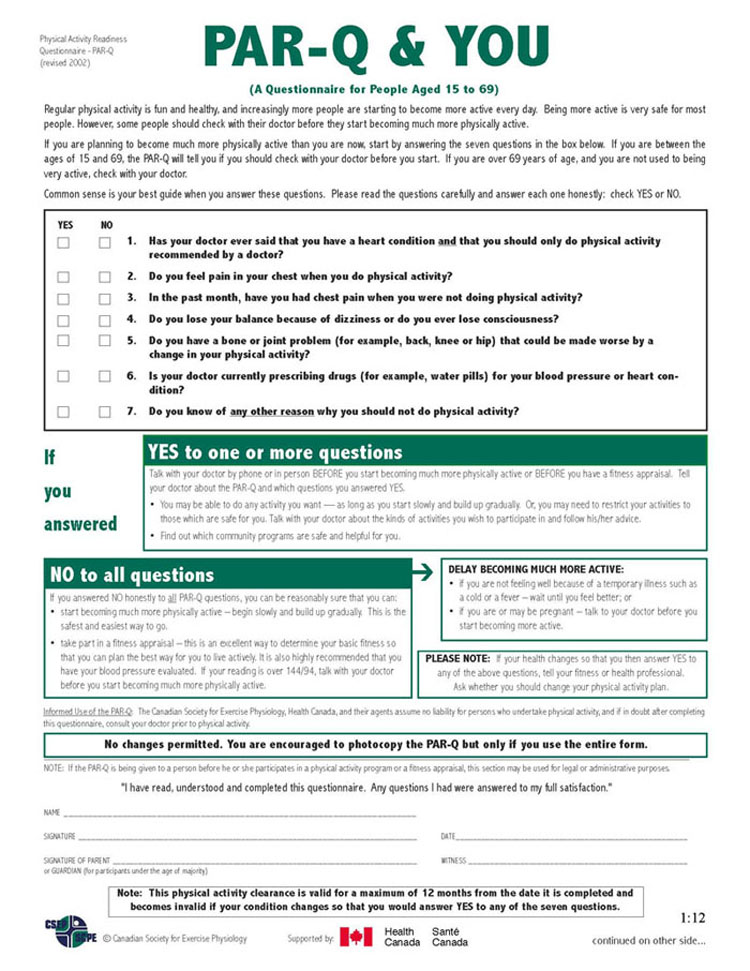 Physical Activity Readiness
Questionnaire - PAR-Q
(revised 2002)
PAR-Q & YOU
(A Questionnaire for People Aged 15 to 69)
Regular physical activity is fun and healthy, and increasingly more people are starting to become more active every day. Being more active is very safe for most
people. However, some people should check with their doctor before they start becoming much more physically active.
If you are planning to become much more physically active than you are now, start by answering the seven questions in the box below. If you are between the
ages of 15 and 69, the PAR-Q will tell you if you should check with your doctor before you start. If you are over 69 years of age, and you are not used to being
very active, check with your doctor.
Common sense is your best guide when you answer these questions. Please read the questions carefully and answer each one honestly: check YES or NO.
YES NO
1. Has your doctor ever said that you have a heart condition and that you should only do physical activity
recommended by a doctor?
2. Do you feel pain in your chest when you do physical activity?
3. In the past month, have you had chest pain when you were not doing physical activity?
4. Do you lose your balance because of dizziness or do you ever lose consciousness?
5. Do you have a bone or joint problem (for example, back, knee or hip) that could be made worse by a
change in your physical activity?
6. Is your doctor currently prescribing drugs (for example, water pills) for your blood pressure or heart con-
dition?
7. Do you know of any other reason why you should not do physical activity?
If
you
answered
YES to one or more questions
Talk with your doctor by phone or in person BEFORE you start becoming much more physically active or BEFORE you have a fitness appraisal. Tell
your doctor about the PAR-Q and which questions you answered YES.
• You may be able to do any activity you want — as long as you start slowly and build up gradually. Or, you may need to restrict your activities to
those which are safe for you. Talk with your doctor about the kinds of activities you wish to participate in and follow his/her advice.
• Find out which community programs are safe and helpful for you.
NO to all questions
If you answered NO honestly to all PAR-Q questions, you can be reasonably sure that you can:
• start becoming much more physically active – begin slowly and build up gradually. This is the
safest and easiest way to go.
• take part in a fitness appraisal – this is an excellent way to determine your basic fitness so
that you can plan the best way for you to live actively. It is also highly recommended that you
have your blood pressure evaluated. If your reading is over 144/94, talk with your doctor
before you start becoming much more physically active.
DELAY BECOMING MUCH MORE ACTIVE:
• if you are not feeling well because of a temporary illness such as
a cold or a fever – wait until you feel better; or
• if you are or may be pregnant – talk to your doctor before you
start becoming more active.
PLEASE NOTE: If your health changes so that you then answer YES to
any of the above questions, tell your fitness or health professional.
Ask whether you should change your physical activity plan.
Informed Use of the PAR-Q: The Canadian Society for Exercise Physiology, Health Canada, and their agents assume no liability for persons who undertake physical activity, and if in doubt after completing
this questionnaire, consult your doctor prior to physical activity.
No changes permitted. You are encouraged to photocopy the PAR-Q but only if you use the entire form.
NOTE: If the PAR-Q is being given to a person before he or she participates in a physical activity program or a fitness appraisal, this section may be used for legal or administrative purposes.
"I have read, understood and completed this questionnaire. Any questions I had were answered to my full satisfaction."
NAME
SIGNATURE DATE
SIGNATURE OF PARENT WITNESS
or GUARDIAN (for participants under the age of majority)
Note: This physical activity clearance is valid for a maximum of 12 months from the date it is completed and
becomes invalid if your condition changes so that you would answer YES to any of the seven questions.
1:12
CSEP
SCPE
© Canadian Society for Exercise Physiology
Supported by:
Health Santé
Canada Canada
continued on other side...